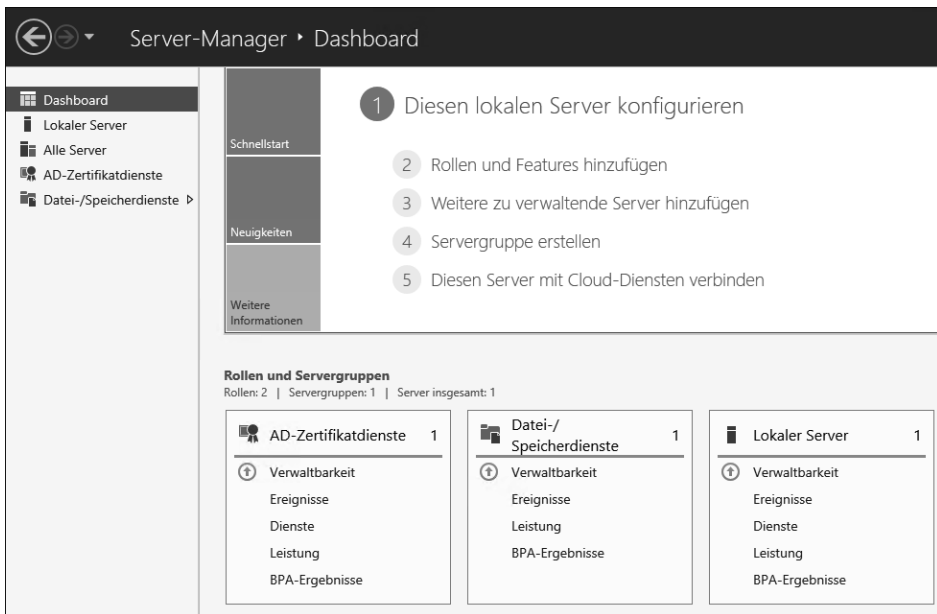 Server-Manager ‣ Dashboard
Dashboard
Lokaler Server
Alle Server
AD-Zertifikatdienste
Datei-/Speicherdienste
Schnellstart
Neuigkeiten
Weitere
Informationen
1 Diesen lokalen Server konfigurieren
2 Rollen und Features hinzufügen
3 Weitere zu verwaltende Server hinzufügen
4 Servergruppe erstellen
5 Diesen Server mit Cloud-Diensten verbinden
Rollen und Servergruppen
Rollen: 2 | Servergruppen: 1 | Server insgesamt: 1
AD-Zertifikatdienste 1
Verwaltbarkeit
Ereignisse
Dienste
Leistung
BPA-Ergebnisse
Datei-/
Speicherdienste 1
Verwaltbarkeit
Ereignisse
Leistung
BPA-Ergebnisse
Lokaler Server 1
Verwaltbarkeit
Ereignisse
Dienste
Leistung
BPA-Ergebnisse